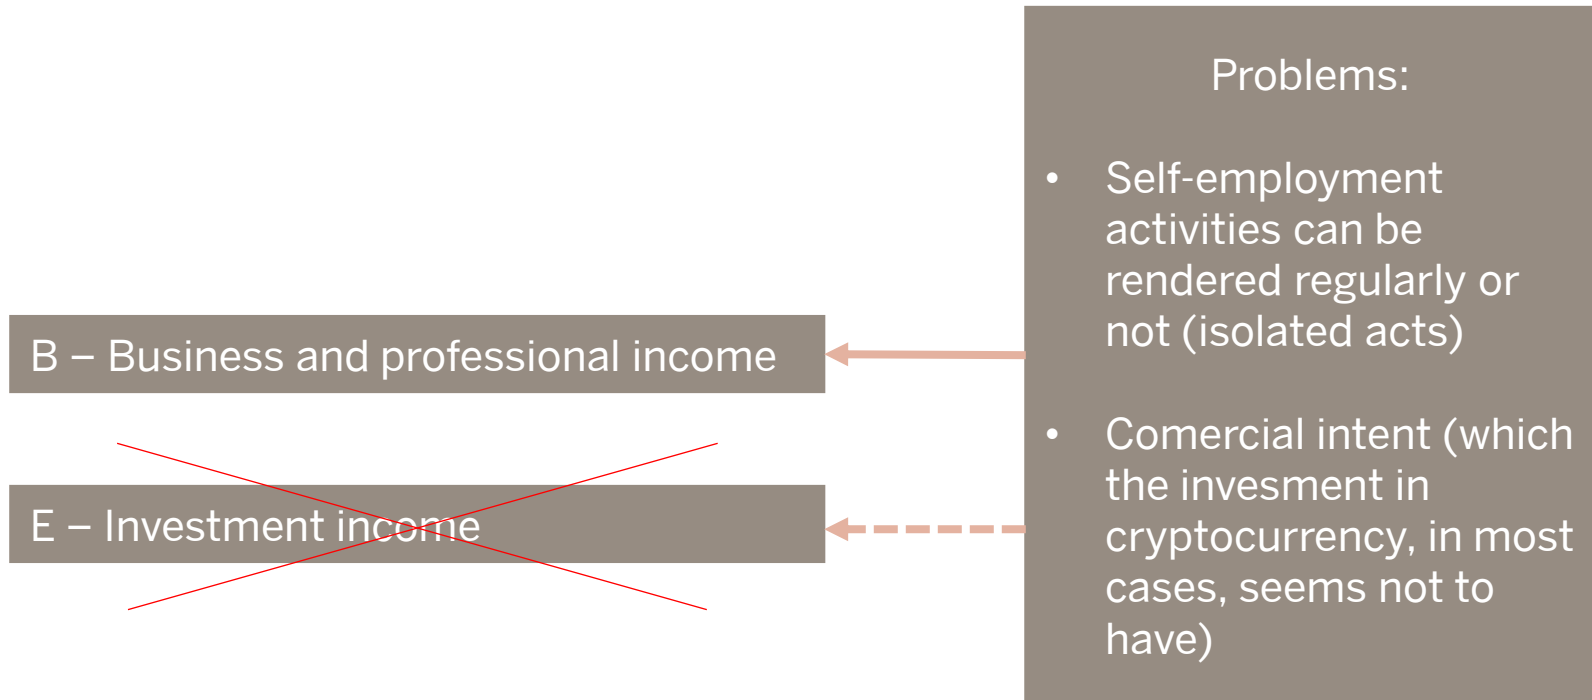 B – Business and professional income
E – Investment income
Problems:
• Self-employment
activities can be
rendered regularly or
not (isolated acts)
• Comercial intent (which
the invesment in
cryptocurrency, in most
cases, seems not to
have)